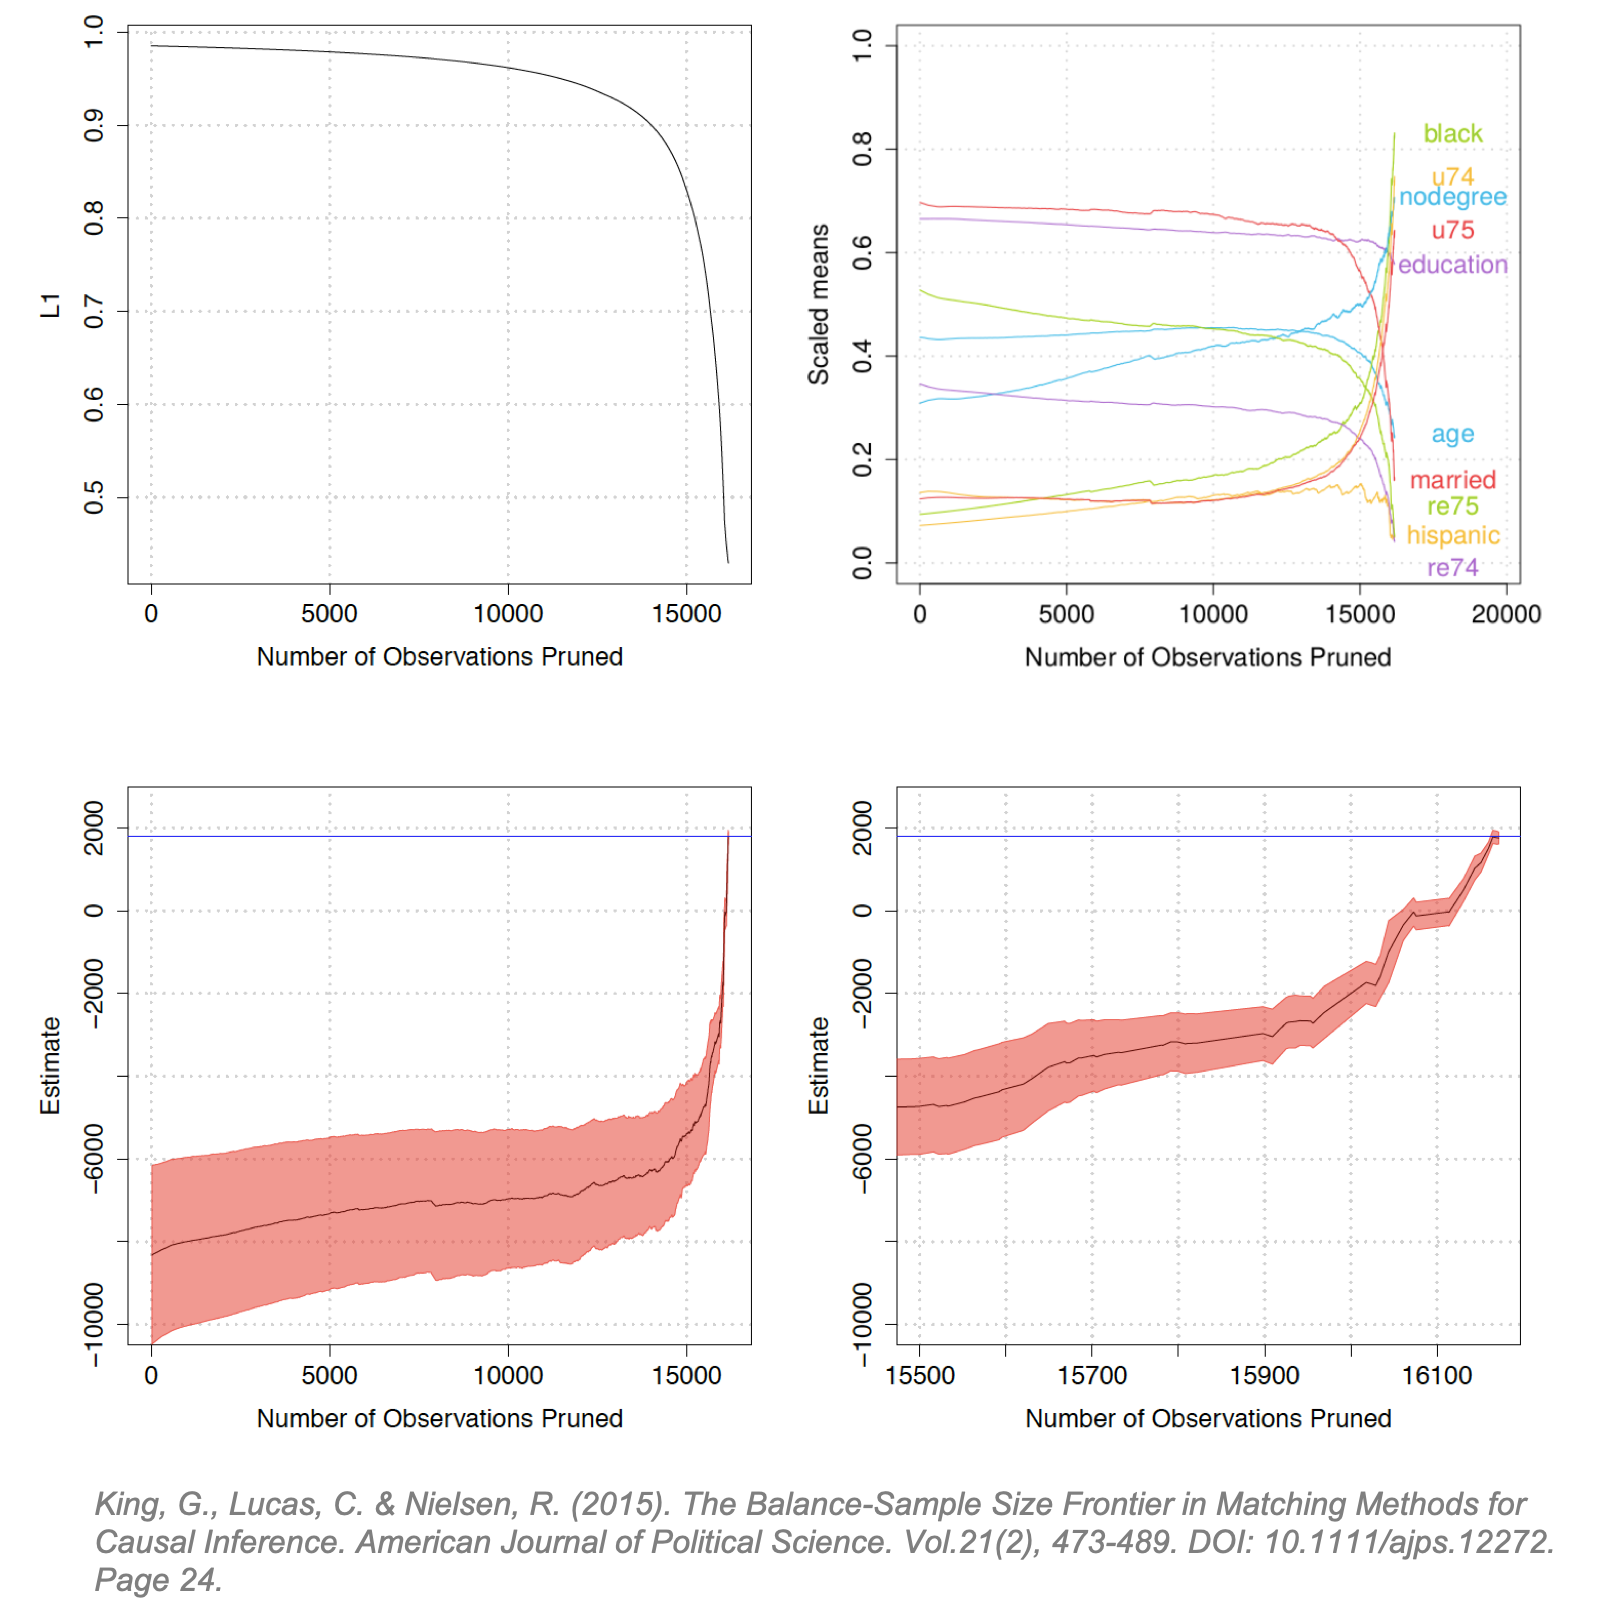 L1
1.0
0.9
0.8
0.7
0.6
0.5
0 5000 10000 15000
Number of Observations Pruned
Scaled means
1.0
0.8
0.6
0.4
0.2
0.0
black
u74
nodegree
u75
education
age
married
re75
hispanic
re74
0 5000 10000 15000 20000
Number of Observations Pruned
Estimate
2000
0
−2000
−6000
−10000
0 5000 10000 15000
Number of Observations Pruned
Estimate
2000
0
−2000
−6000
−10000
15500 15700 15900 16100
Number of Observations Pruned
King, G., Lucas, C. & Nielsen, R. (2015). The Balance-Sample Size Frontier in Matching Methods for
Causal Inference. American Journal of Political Science. Vol.21(2), 473-489. DOI: 10.1111/ajps.12272.
Page 24.